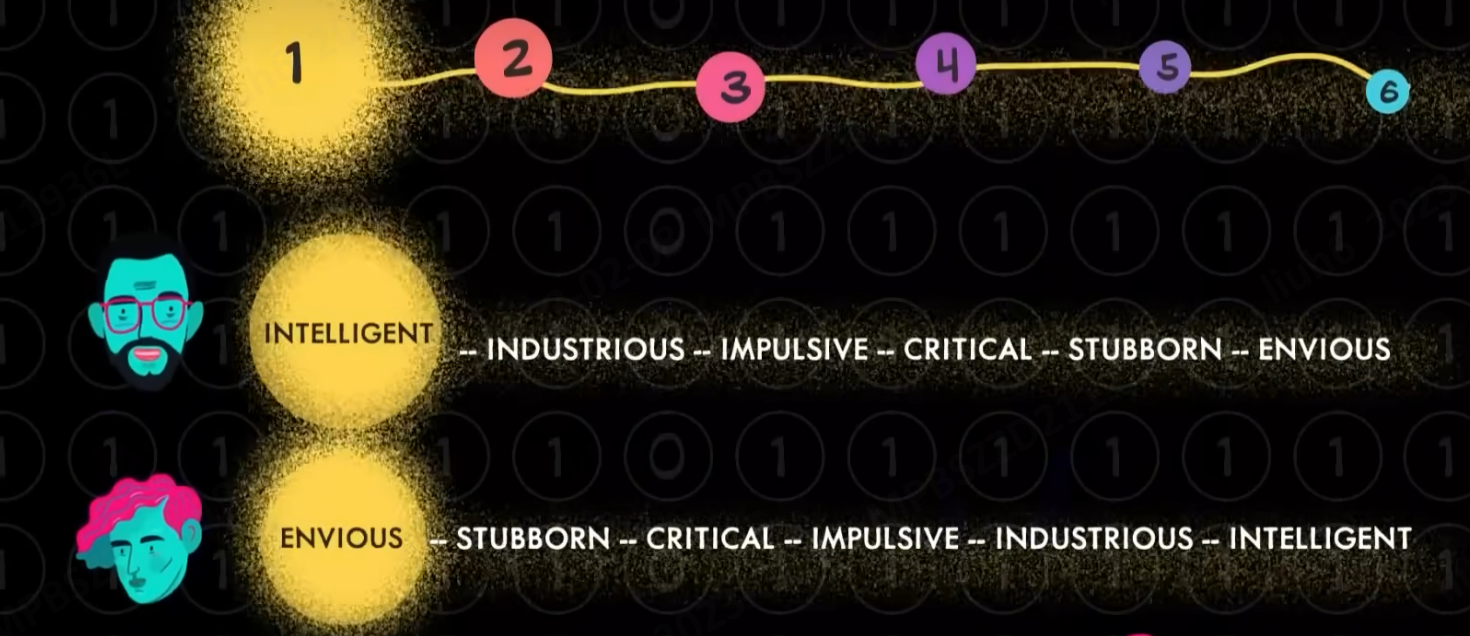 1 2 3 4 5 6
INTELLIGENT -- INDUSTRIOUS -- IMPULSIVE -- CRITICAL -- STUBBORN -- ENVIOUS
ENVIOUS -- STUBBORN -- CRITICAL -- IMPULSIVE -- INDUSTRIOUS -- INTELLIGENT